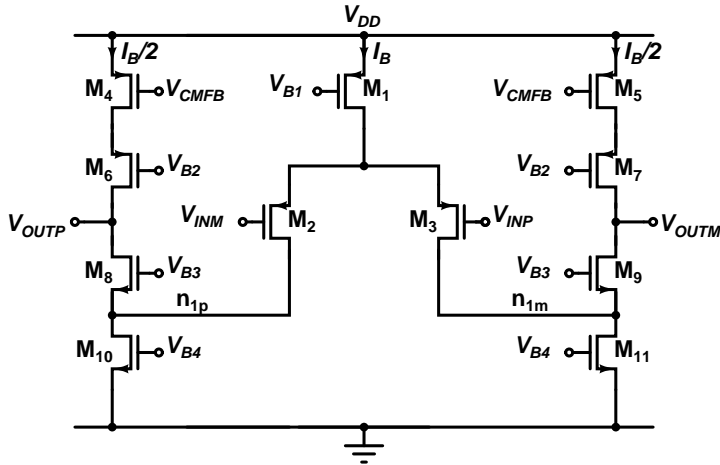 V_DD
I_B/2 I_B I_B/2
M_4 V_CMFB V_B1 M_1 V_CMFB M_5
M_6 V_B2 V_B2 M_7
V_OUTP V_INM M_2 M_3 V_INP V_OUTM
M_8 V_B3 V_B3 M_9
n_1p n_1m
M_10 V_B4 V_B4 M_11